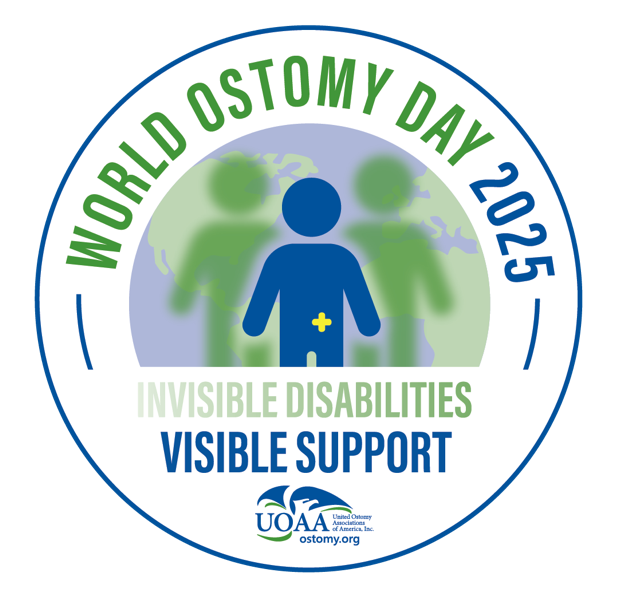 WORLD OSTOMY DAY 2025
INVISIBLE DISABILITIES
VISIBLE SUPPORT
UOAA
United Ostomy
Associations
of America, Inc.
ostomy.org